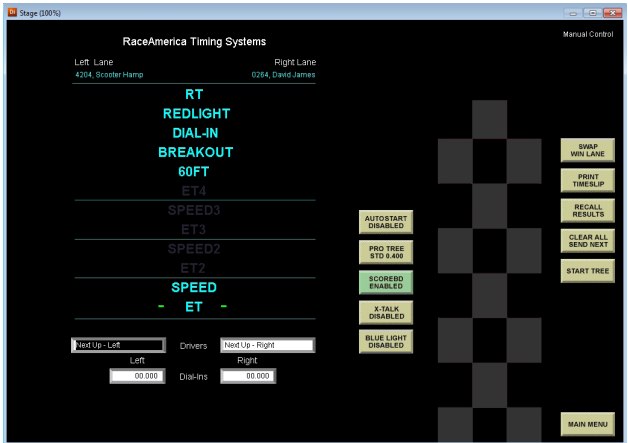 Stage (100%)
RaceAmerica Timing Systems
Manual Control
Left Lane
Right Lane
4204, Scooter Hamp
0264, David James
RT
REDLIGHT
DIAL-IN
BREAKOUT
60FT
ET4
SPEED3
ET3
SPEED2
ET2
SPEED
- ET -
Next Up - Left
Drivers
Next Up - Right
Left
Right
00.000
Dial-Ins
00.000
AUTOSTART
DISABLED
PRO TREE
STD 0.400
SCOREBD
ENABLED
X-TALK
DISABLED
BLUE LIGHT
DISABLED
SWAP
WIN LANE
PRINT
TIMESLIP
RECALL
RESULTS
CLEAR ALL
SEND NEXT
START TREE
MAIN MENU